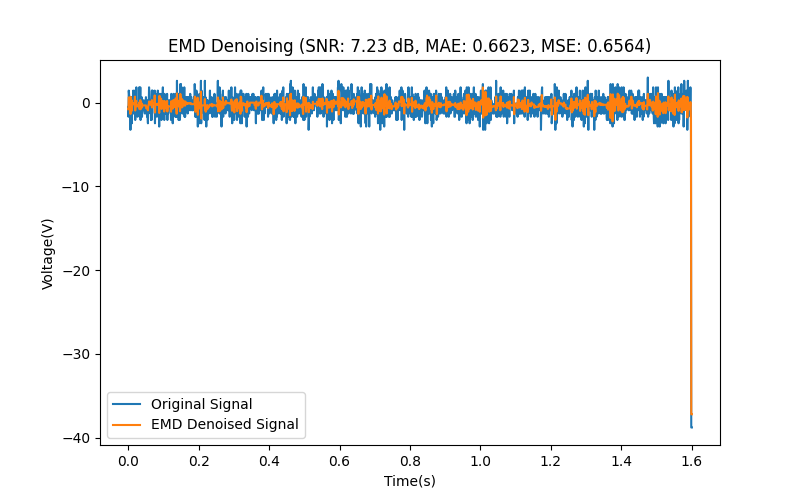 EMD Denoising (SNR: 7.23 dB, MAE: 0.6623, MSE: 0.6564)
0
−10
−20
−30
−40
Voltage(V)
Original Signal
EMD Denoised Signal
0.0 0.2 0.4 0.6 0.8 1.0 1.2 1.4 1.6
Time(s)